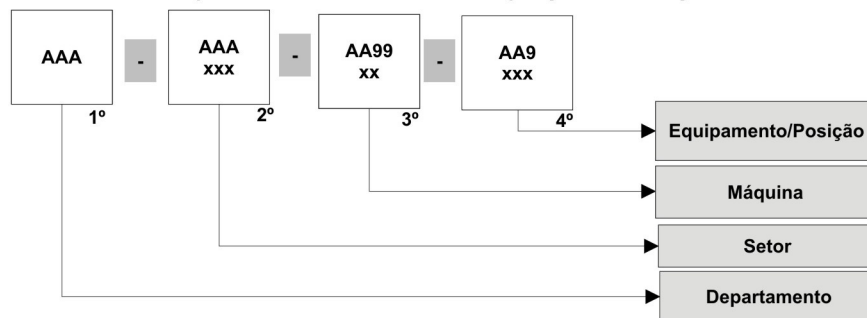 AAA
-
AAA
xxx
-
AA99
xx
-
AA9
xxx
1º
2º
3º
4º
Equipamento/Posição
Máquina
Setor
Departamento